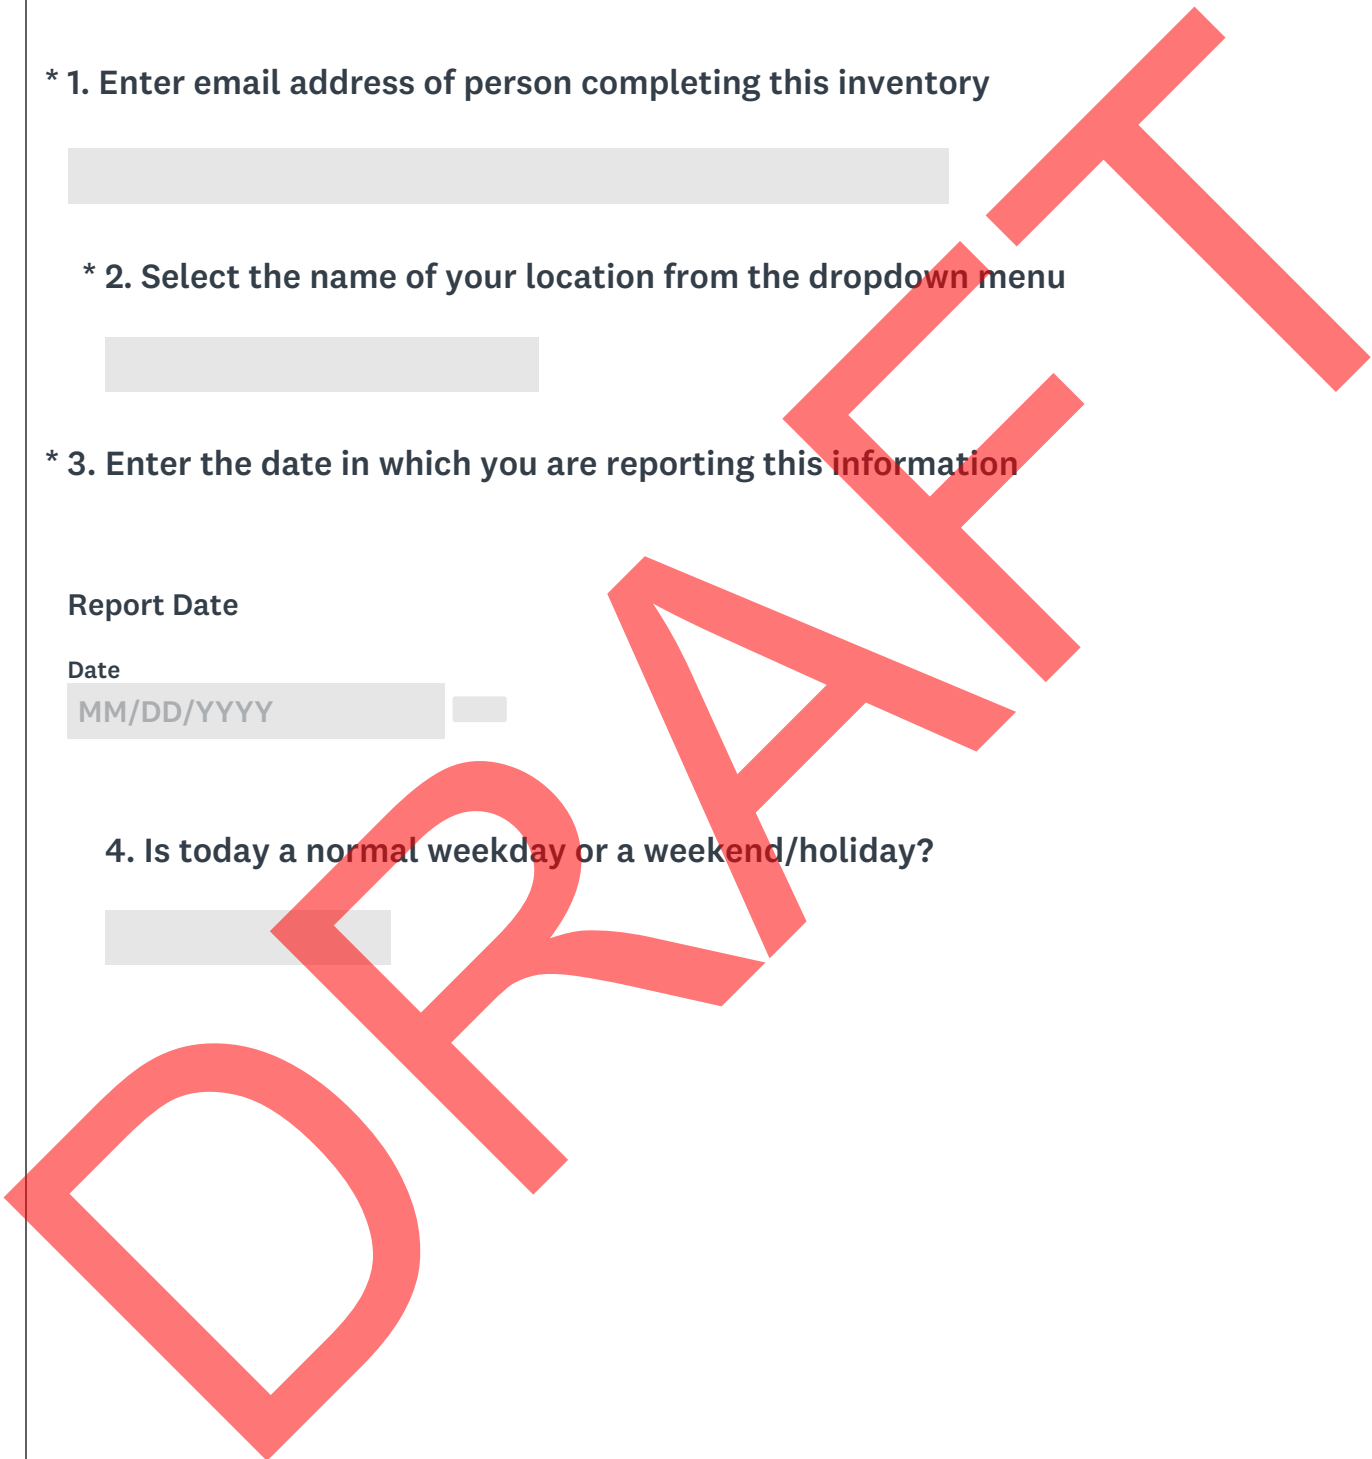 * 1. Enter email address of person completing this inventory
* 2. Select the name of your location from the dropdown menu
* 3. Enter the date in which you are reporting this information
Report Date
Date
MM/DD/YYYY
4. Is today a normal weekday or a weekend/holiday?
DRAFT